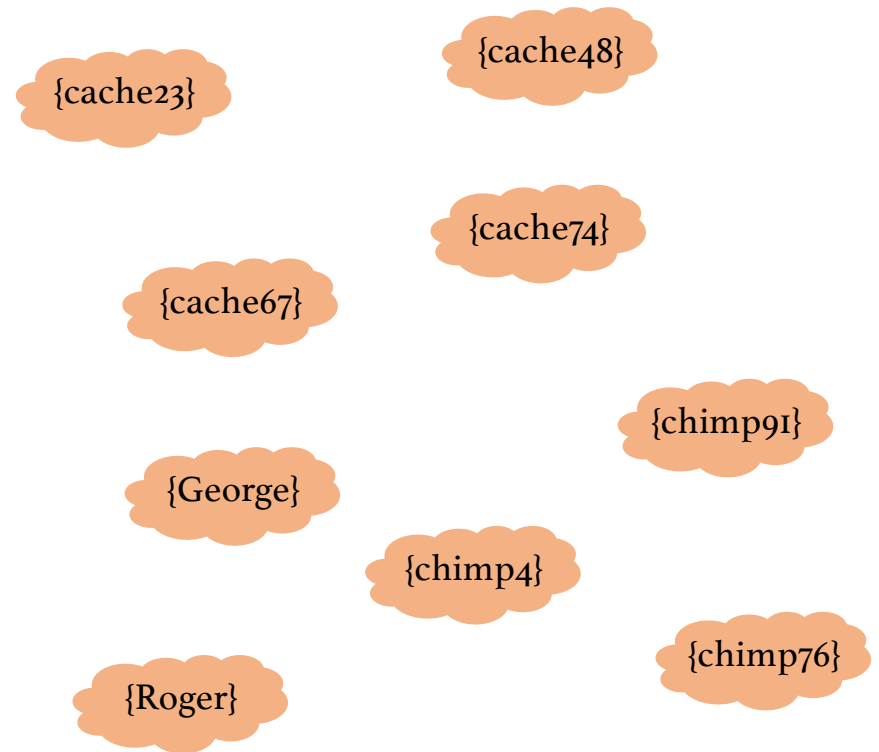 {cache48}
{cache23}
{cache74}
{cache67}
{chimp91}
{George}
{chimp4}
{chimp76}
{Roger}